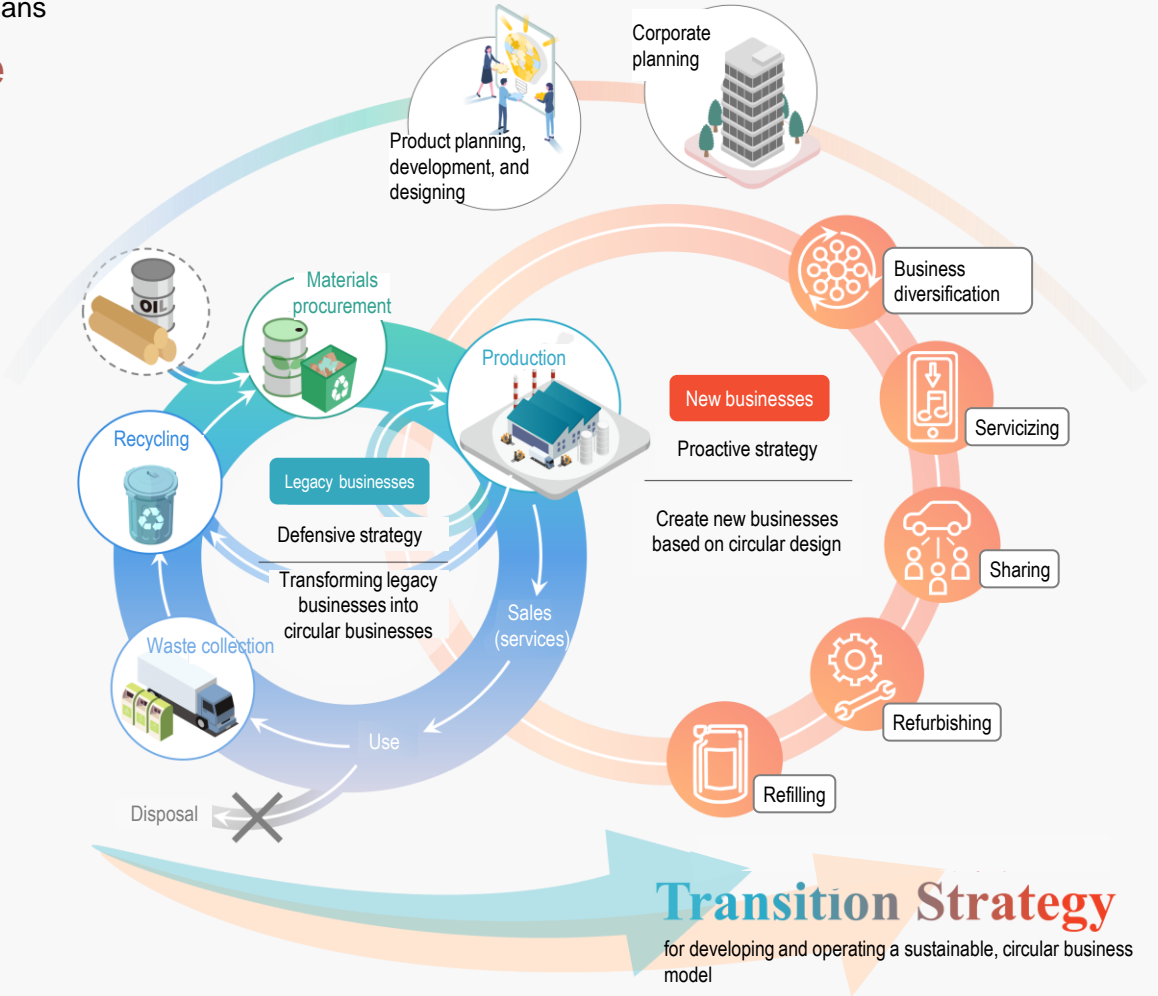 ans
e
Corporate
planning
Product planning,
development, and
designing
Business
diversification
OIL
Materials
procurement
Production
New businesses
Servicizing
Recycling
Proactive strategy
Legacy businesses
Defensive strategy
Create new businesses
based on circular design
Sharing
Transforming legacy
businesses into
circular businesses
Sales
(services)
Waste collection
Refurbishing
Use
Refilling
Disposal
Transition Strategy
for developing and operating a sustainable, circular business
model